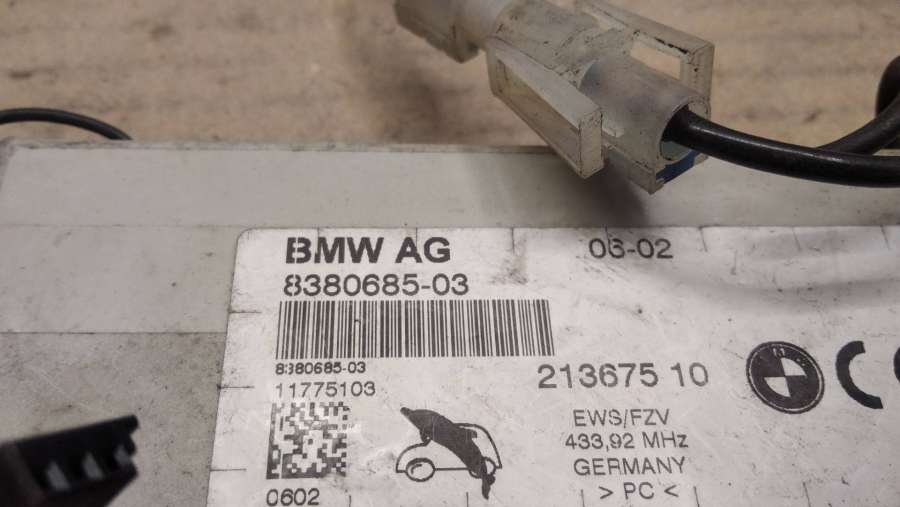 BMW AG 06-02
8380685-03
8380685-03
11775103
213675 10
EWS/FZV
433,92 MHz
GERMANY
> PC <
0602